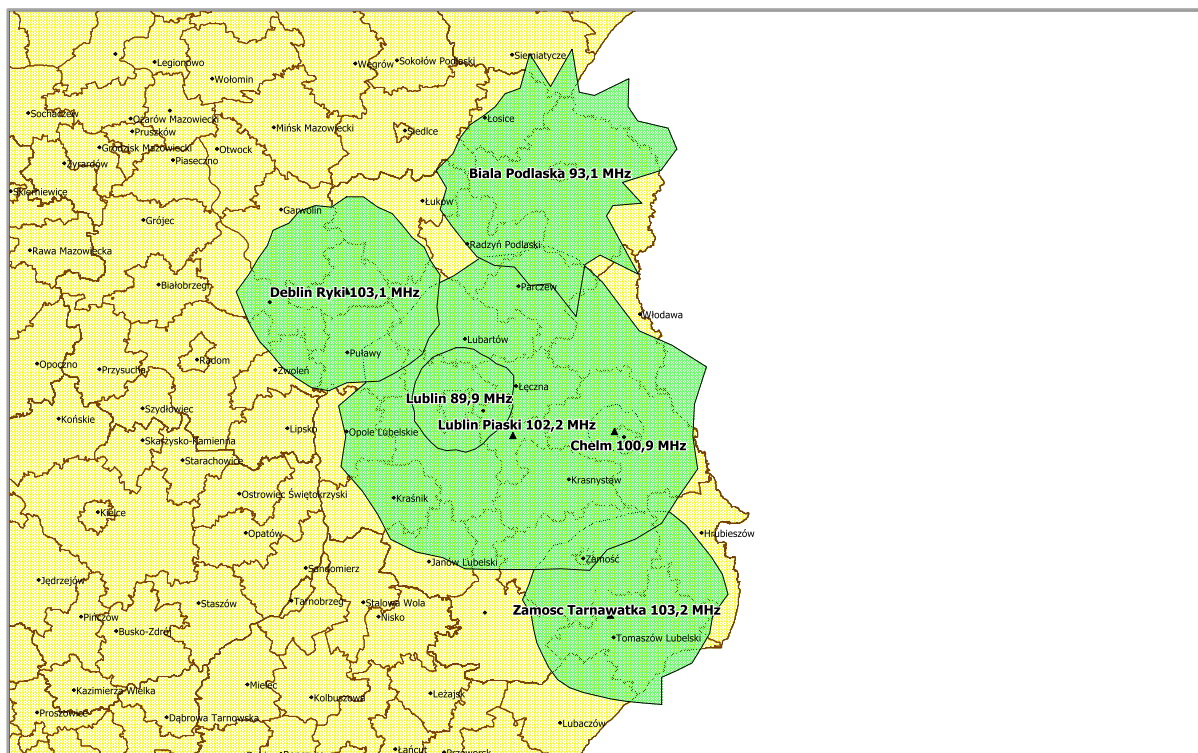 Siemiatycze
Legionowo
Węgrów
Sokołów Podlaski
Wołomin
Sochaczew
Ożarów Mazowiecki
Łosice
Pruszków
Mińsk Mazowiecki
Siedlce
Grodzisk Mazowiecki
Otwock
Żyrardów
Piaseczno
Biala Podlaska 93,1 MHz
Skierniewice
Łuków
Garwolin
Grójec
Radzyń Podlaski
Rawa Mazowiecka
Białobrzegi
Parczew
Deblin Ryki 103,1 MHz
Włodawa
Lubartów
Puławy
Opoczno
Radom
Przysucha
Zwoleń
Łęczna
Lublin 89,9 MHz
Szydłowiec
Końskie
Lublin Piaski 102,2 MHz
Lipsko
Opole Lubelskie
Skarżysko-Kamienna
Chelm 100,9 MHz
Starachowice
Krasnystaw
Ostrowiec Świętokrzyski
Kraśnik
Kielce
Opatów
Hrubieszów
Zamość
Janów Lubelski
Sandomierz
Jędrzejów
Tarnobrzeg
Stalowa Wola
Staszów
Zamosc Tarnawatka 103,2 MHz
Pińczów
Nisko
Busko-Zdrój
Tomaszów Lubelski
Mielec
Kazimierza Wielka
Kolbuszowa
Leżajsk
Proszowice
Dąbrowa Tarnowska
Lubaczów
Łańcut
Przeworsk